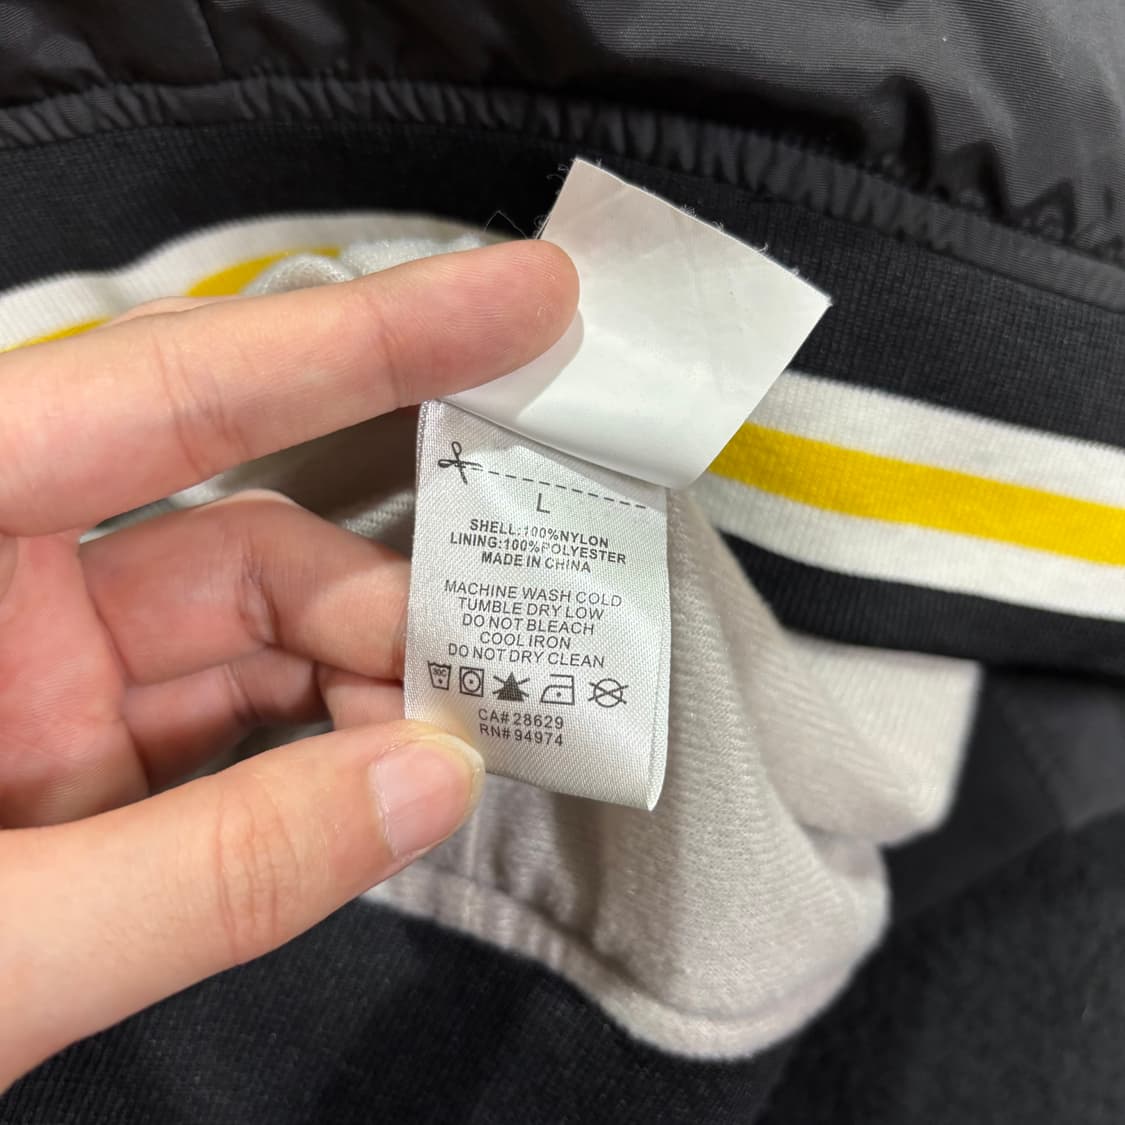 L
SHELL:100%NYLON
LINING:100%POLYESTER
MADE IN CHINA
MACHINE WASH COLD
TUMBLE DRY LOW
DO NOT BLEACH
COOL IRON
DO NOT DRY CLEAN
30C
CA# 28629
RN# 94974